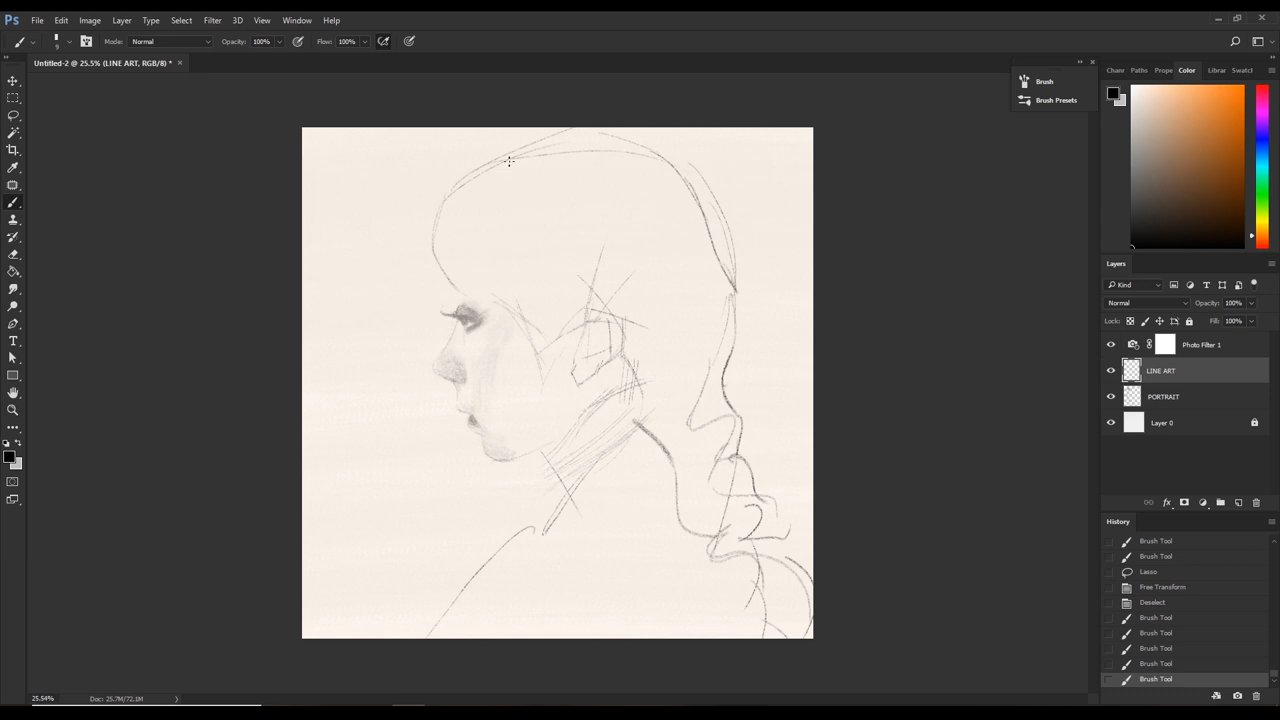 Ps File Edit Image Layer Type Select Filter 3D View Window Help
9 Mode: Normal Opacity: 100% Flow: 100%
Untitled-2 @ 25.5% (LINE ART, RGB/8) * ×
Brush
Brush Presets
Chanr Paths Prope Color Librar Swatct
Layers
Kind
Normal Opacity: 100%
Lock: Fill: 100%
Photo Filter 1
LINE ART
PORTRAIT
Layer 0
fx
History
Brush Tool
Brush Tool
Lasso
Free Transform
Deselect
Brush Tool
Brush Tool
Brush Tool
Brush Tool
Brush Tool
25.54% Doc: 25.7M/72.1M